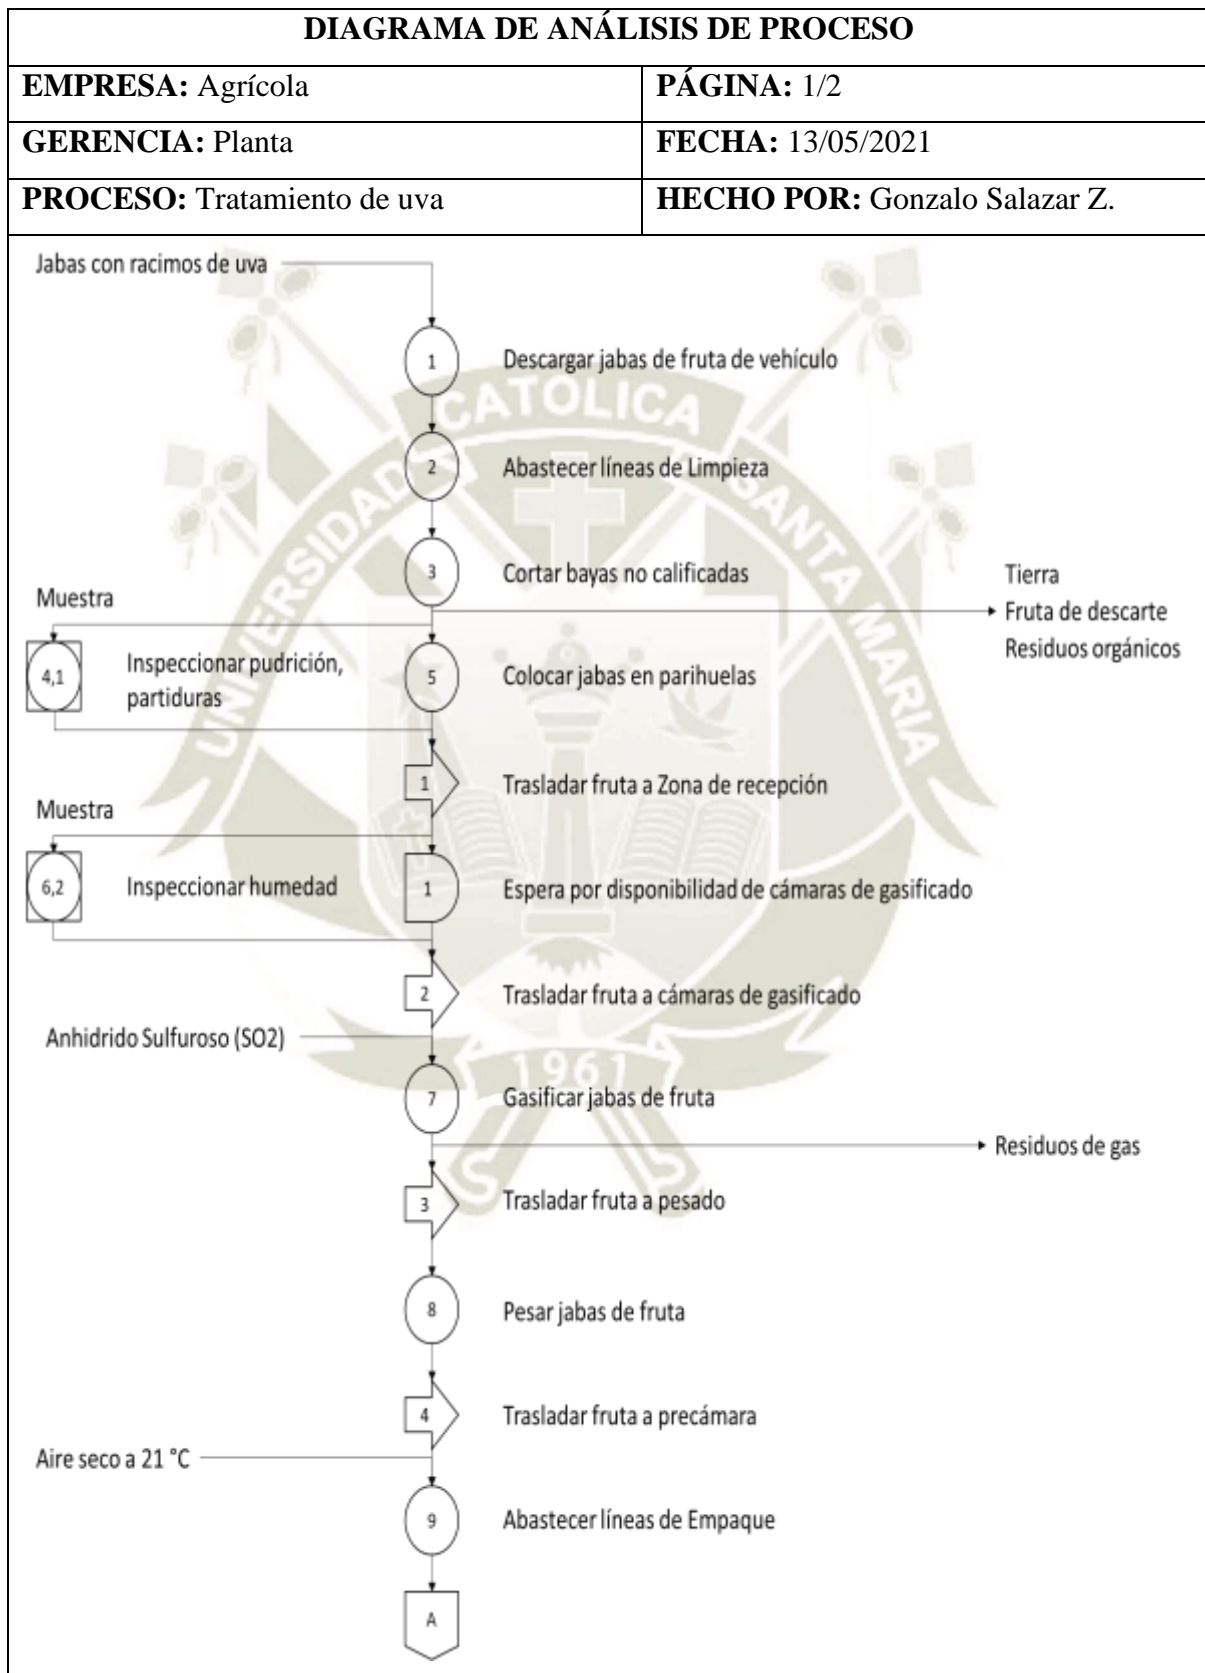 DIAGRAMA DE ANÁLISIS DE PROCESO
EMPRESA: Agrícola
PÁGINA: 1/2
GERENCIA: Planta
FECHA: 13/05/2021
PROCESO: Tratamiento de uva
HECHO POR: Gonzalo Salazar Z.
Jabas con racimos de uva
1
Descargar jabas de fruta de vehículo
2
Abastecer líneas de Limpieza
3
Cortar bayas no calificadas
Tierra
Fruta de descarte
Residuos orgánicos
Muestra
4,1
Inspeccionar pudrición,
partiduras
5
Colocar jabas en parihuelas
1
Trasladar fruta a Zona de recepción
Muestra
6,2
Inspeccionar humedad
1
Espera por disponibilidad de cámaras de gasificado
2
Trasladar fruta a cámaras de gasificado
Anhidrido Sulfuroso (SO2)
7
Gasificar jabas de fruta
Residuos de gas
3
Trasladar fruta a pesado
8
Pesar jabas de fruta
4
Trasladar fruta a precámara
Aire seco a 21 °C
9
Abastecer líneas de Empaque
A
UNIVERSIDAD CATOLICA SANTA MARIA
1961